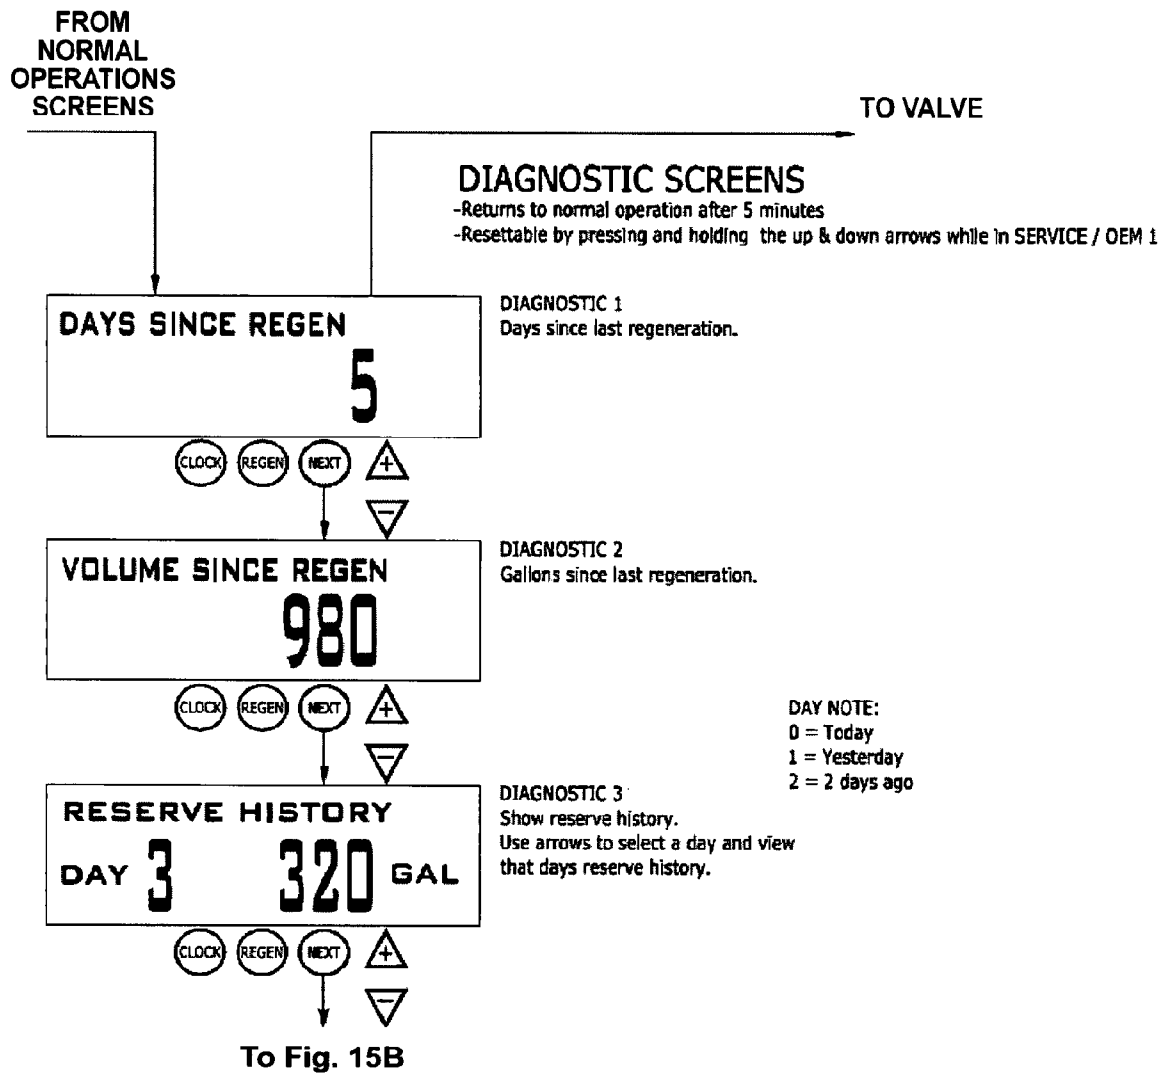 FROM
NORMAL
OPERATIONS
SCREENS
TO VALVE
DIAGNOSTIC SCREENS
-Returns to normal operation after 5 minutes
-Resettable by pressing and holding the up & down arrows while in SERVICE / OEM 1
DAYS SINCE REGEN
5
DIAGNOSTIC 1
Days since last regeneration.
CLOCK REGEN NEXT +
−
VOLUME SINCE REGEN
980
DIAGNOSTIC 2
Gallons since last regeneration.
CLOCK REGEN NEXT +
−
DAY NOTE:
0 = Today
1 = Yesterday
2 = 2 days ago
RESERVE HISTORY
DAY 3 320 GAL
DIAGNOSTIC 3
Show reserve history.
Use arrows to select a day and view
that days reserve history.
CLOCK REGEN NEXT +
−
To Fig. 15B